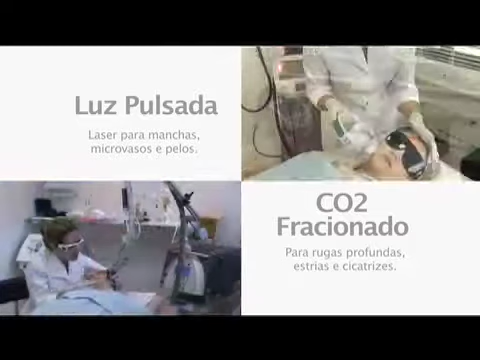 Luz Pulsada
Laser para manchas,
microvasos e pelos.
CO2
Fracionado
Para rugas profundas,
estrias e cicatrizes.